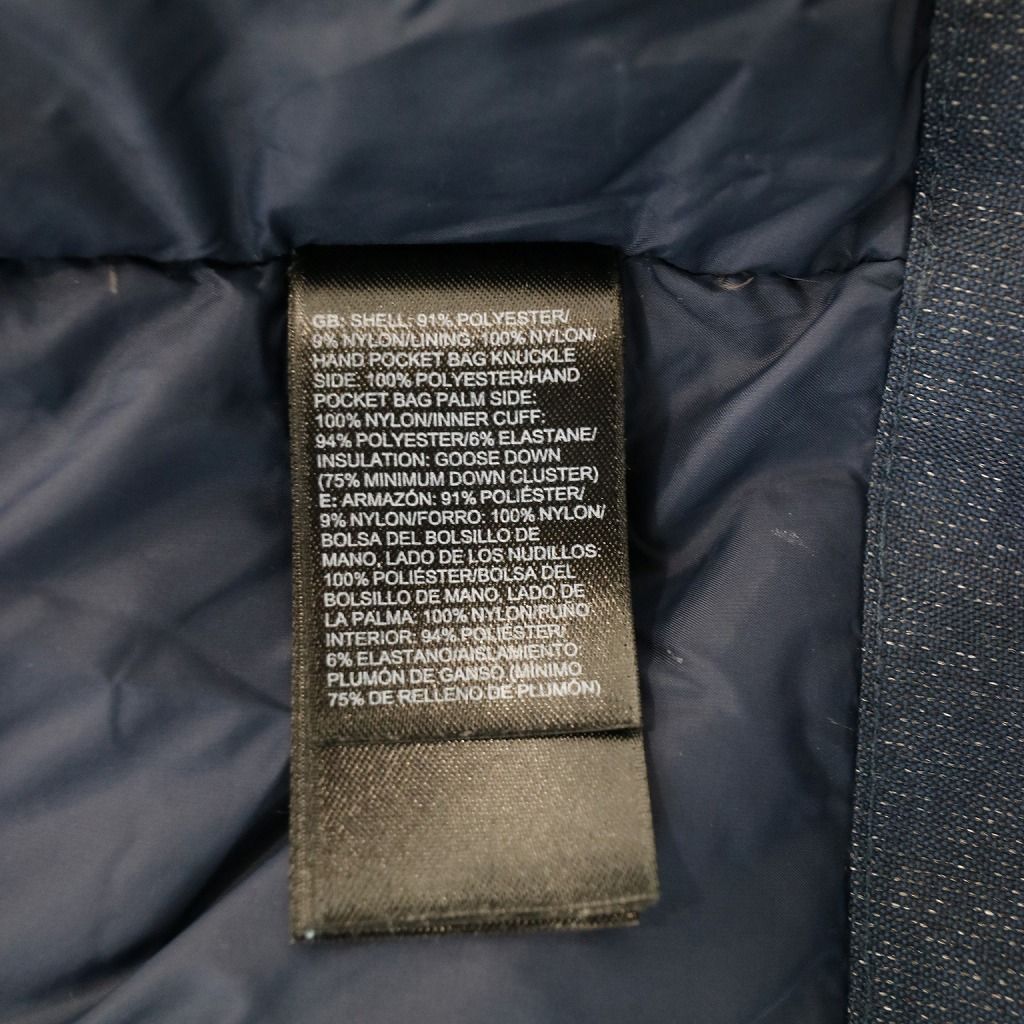 GB: SHELL: 91% POLYESTER/
9% NYLON/LINING: 100% NYLON/
HAND POCKET BAG KNUCKLE
SIDE: 100% POLYESTER/HAND
POCKET BAG PALM SIDE:
100% NYLON/INNER CUFF:
94% POLYESTER/6% ELASTANE/
INSULATION: GOOSE DOWN
(75% MINIMUM DOWN CLUSTER)
E: ARMAZÓN: 91% POLIÉSTER/
9% NYLON/FORRO: 100% NYLON/
BOLSA DEL BOLSILLO DE
MANO, LADO DE LOS NUDILLOS:
100% POLIÉSTER/BOLSA DEL
BOLSILLO DE MANO, LADO DE
LA PALMA: 100% NYLON/PUÑO
INTERIOR: 94% POLIÉSTER/
6% ELASTANO/AISLAMIENTO:
PLUMÓN DE GANSO (MÍNIMO
75% DE RELLENO DE PLUMÓN)